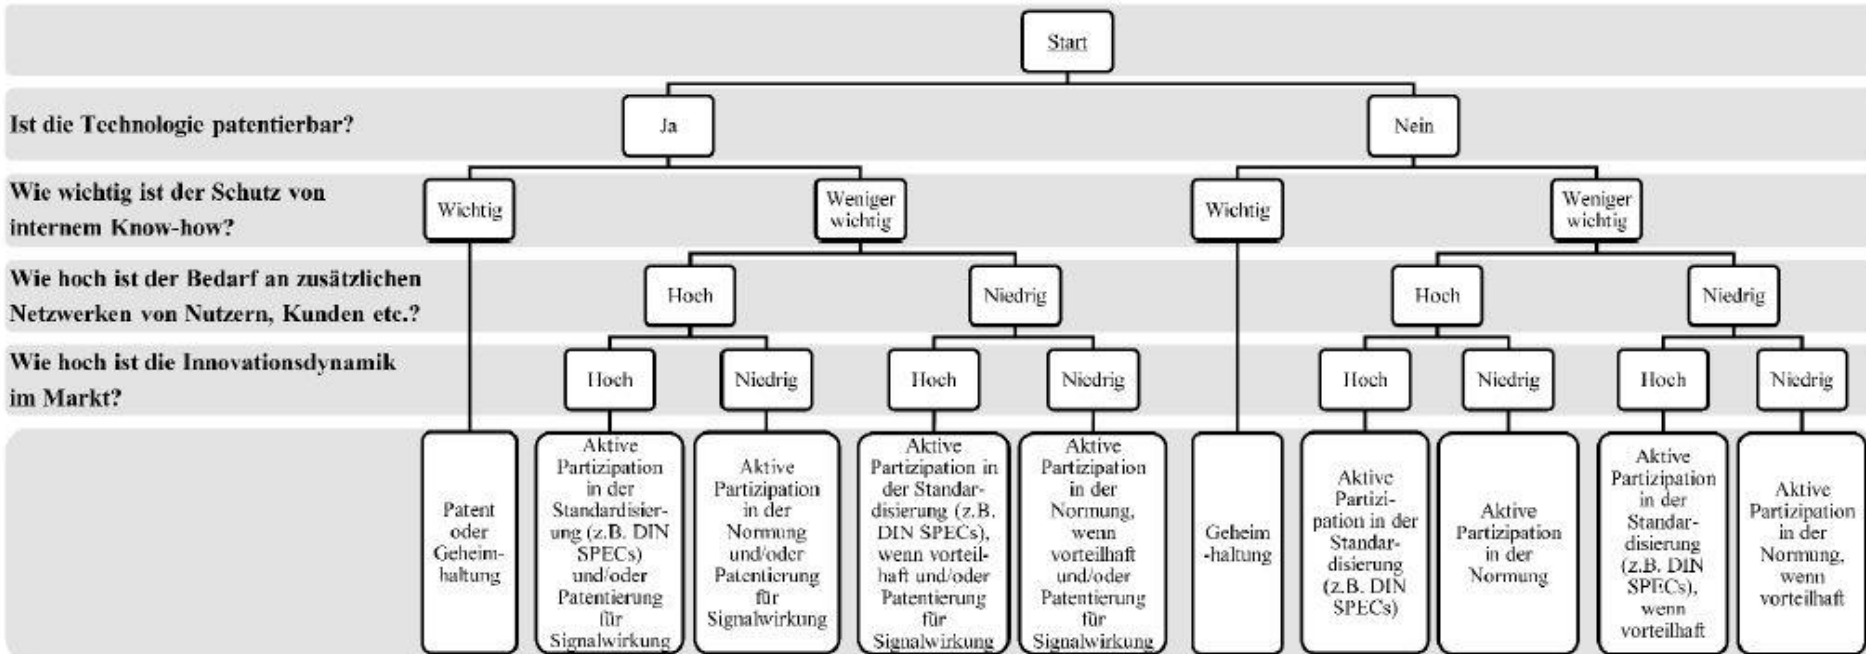 Start
Ist die Technologie patentierbar?
Ja
Nein
Wie wichtig ist der Schutz von
internem Know-how?
Wichtig
Weniger
wichtig
Wichtig
Weniger
wichtig
Wie hoch ist der Bedarf an zusätzlichen
Netzwerken von Nutzern, Kunden etc.?
Hoch
Niedrig
Hoch
Niedrig
Wie hoch ist die Innovationsdynamik
im Markt?
Hoch
Niedrig
Hoch
Niedrig
Hoch
Niedrig
Hoch
Niedrig
Patent
oder
Geheim-
haltung
Aktive
Partizipation
in der
Standardisier-
ung (z.B. DIN
SPECs)
und/oder
Patentierung
für
Signalwirkung
Aktive
Partizipation
in der
Normung
und/oder
Patentierung
für
Signalwirkung
Aktive
Partizipation in
der Standar-
disierung (z.B.
DIN SPECs),
wenn vorteil-
haft und/oder
Patentierung
für
Signalwirkung
Aktive
Partizipation
in der
Normung,
wenn
vorteilhaft
und/oder
Patentierung
für
Signalwirkung
Geheim
-haltung
Aktive
Partizi-
pation in der
Standar-
disierung
(z.B. DIN
SPECs)
Aktive
Partizipation
in der
Normung
Aktive
Partizipation
in der
Standar-
disierung
(z.B. DIN
SPECs),
wenn
vorteilhaft
Aktive
Partizipation
in der
Normung,
wenn
vorteilhaft